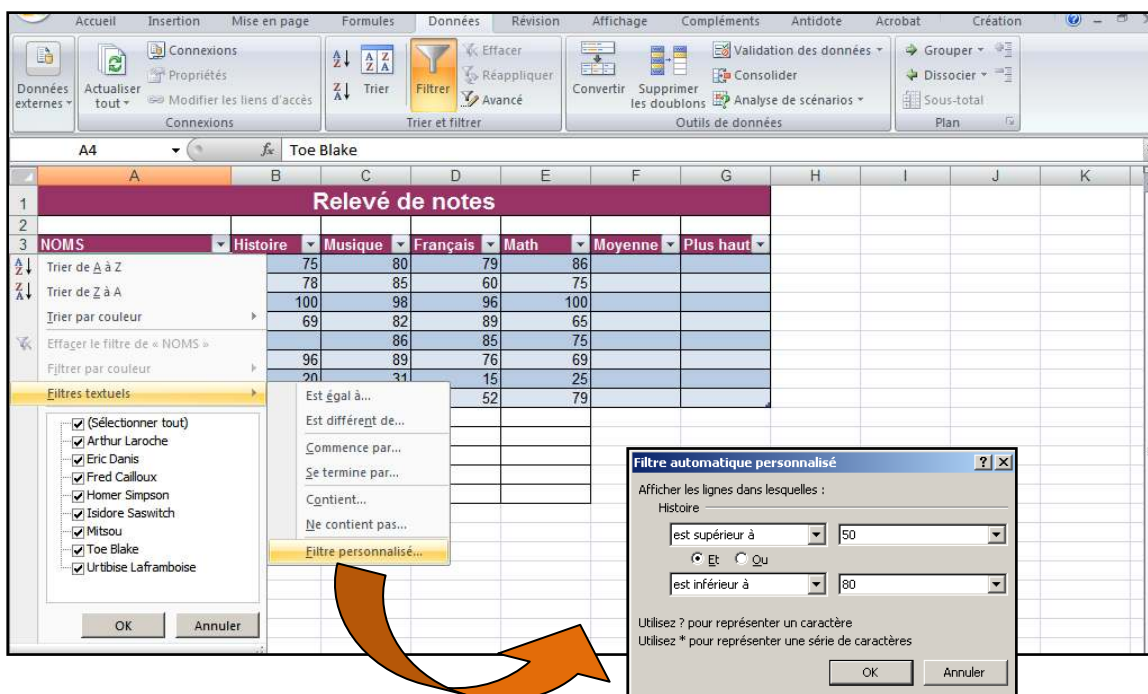 Accueil Insertion Mise en page Formules Données Révision Affichage Compléments Antidote Acrobat Création
Données externes
Actualiser tout
Connexions
Propriétés
Modifier les liens d'accès
Connexions
Trier
Filtrer
Effacer
Réappliquer
Avancé
Trier et filtrer
Convertir
Supprimer les doublons
Validation des données
Consolider
Analyse de scénarios
Outils de données
Grouper
Dissocier
Sous-total
Plan
A4 fx Toe Blake
A B C D E F G H I J K
1 Relevé de notes
2
3 NOMS Histoire Musique Français Math Moyenne Plus haut
75 80 79 86
78 85 60 75
100 98 96 100
69 82 89 65
86 85 75
96 89 76 69
20 31 15 25
52 79
Trier de A à Z
Trier de Z à A
Trier par couleur
Effacer le filtre de « NOMS »
Filtrer par couleur
Filtres textuels
(Sélectionner tout)
Arthur Laroche
Eric Danis
Fred Cailloux
Homer Simpson
Isidore Saswitch
Mitsou
Toe Blake
Urtibise Laframboise
OK Annuler
Est égal à...
Est différent de...
Commence par...
Se termine par...
Contient...
Ne contient pas...
Filtre personnalisé...
Filtre automatique personnalisé
Afficher les lignes dans lesquelles :
Histoire
est supérieur à 50
Et Ou
est inférieur à 80
Utilisez ? pour représenter un caractère
Utilisez * pour représenter une série de caractères
OK Annuler